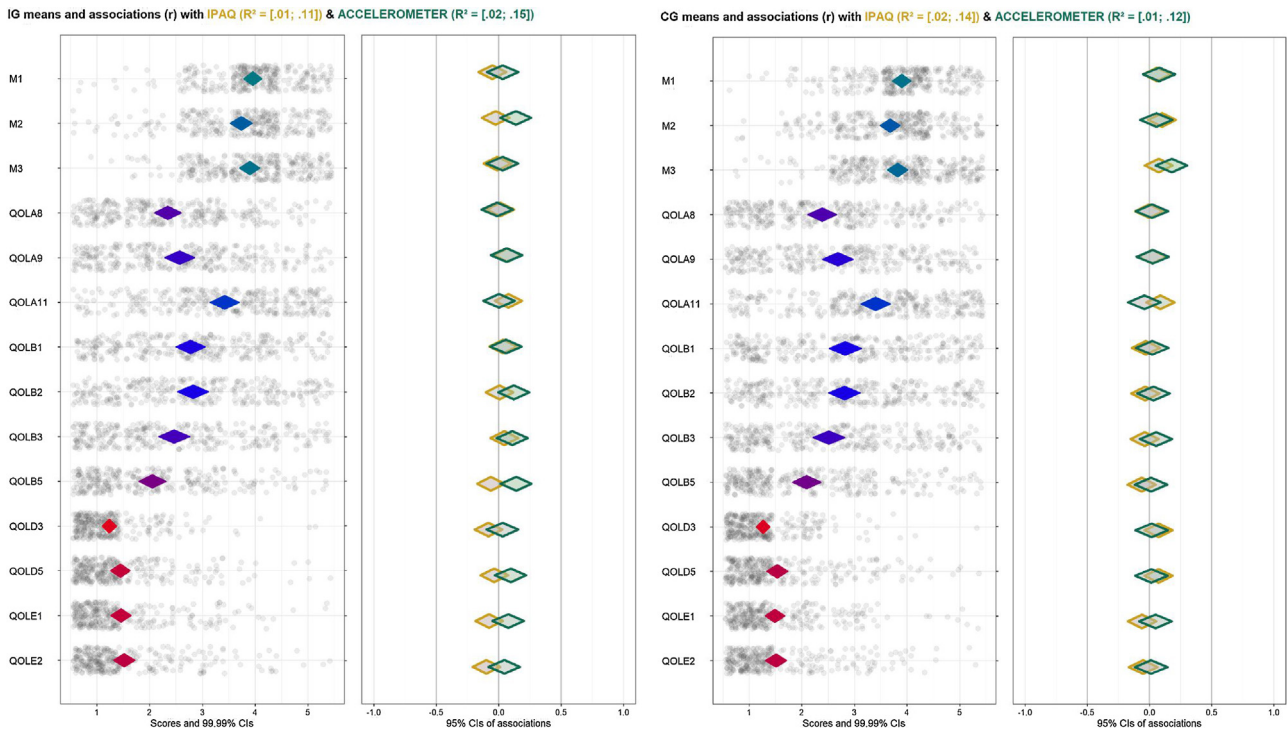 IG means and associations (r) with IPAQ (R² = [.01; .11]) & ACCELEROMETER (R² = [.02; .15])
M1
M2
M3
QOLA8
QOLA9
QOLA11
QOLB1
QOLB2
QOLB3
QOLB5
QOLD3
QOLD5
QOLE1
QOLE2
1 2 3 4 5
Scores and 99.99% CIs
-1.0 -0.5 0.0 0.5 1.0
95% CIs of associations
CG means and associations (r) with IPAQ (R² = [.02; .14]) & ACCELEROMETER (R² = [.01; .12])
M1
M2
M3
QOLA8
QOLA9
QOLA11
QOLB1
QOLB2
QOLB3
QOLB5
QOLD3
QOLD5
QOLE1
QOLE2
1 2 3 4 5
Scores and 99.99% CIs
-1.0 -0.5 0.0 0.5 1.0
95% CIs of associations